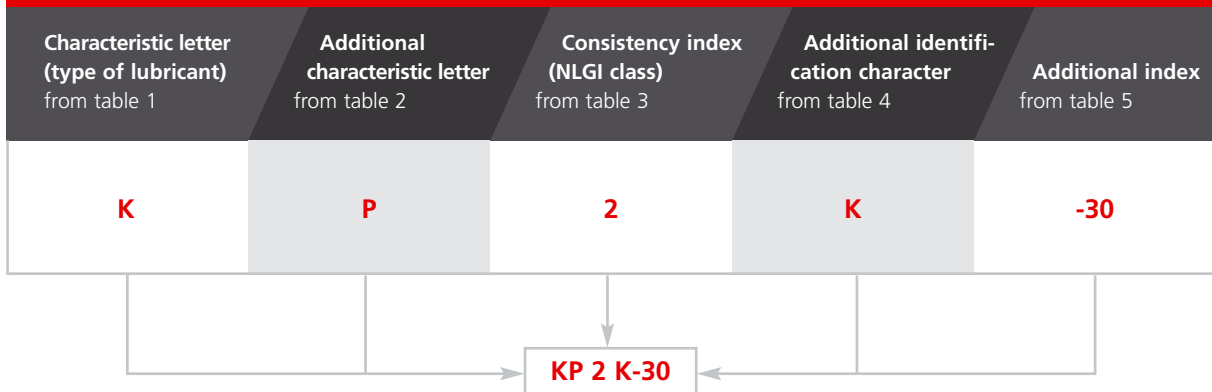 Characteristic letter
(type of lubricant)
from table 1
Additional
characteristic letter
from table 2
Consistency index
(NLGI class)
from table 3
Additional identifi-
cation character
from table 4
Additional index
from table 5
K
P
2
K
-30
KP 2 K-30